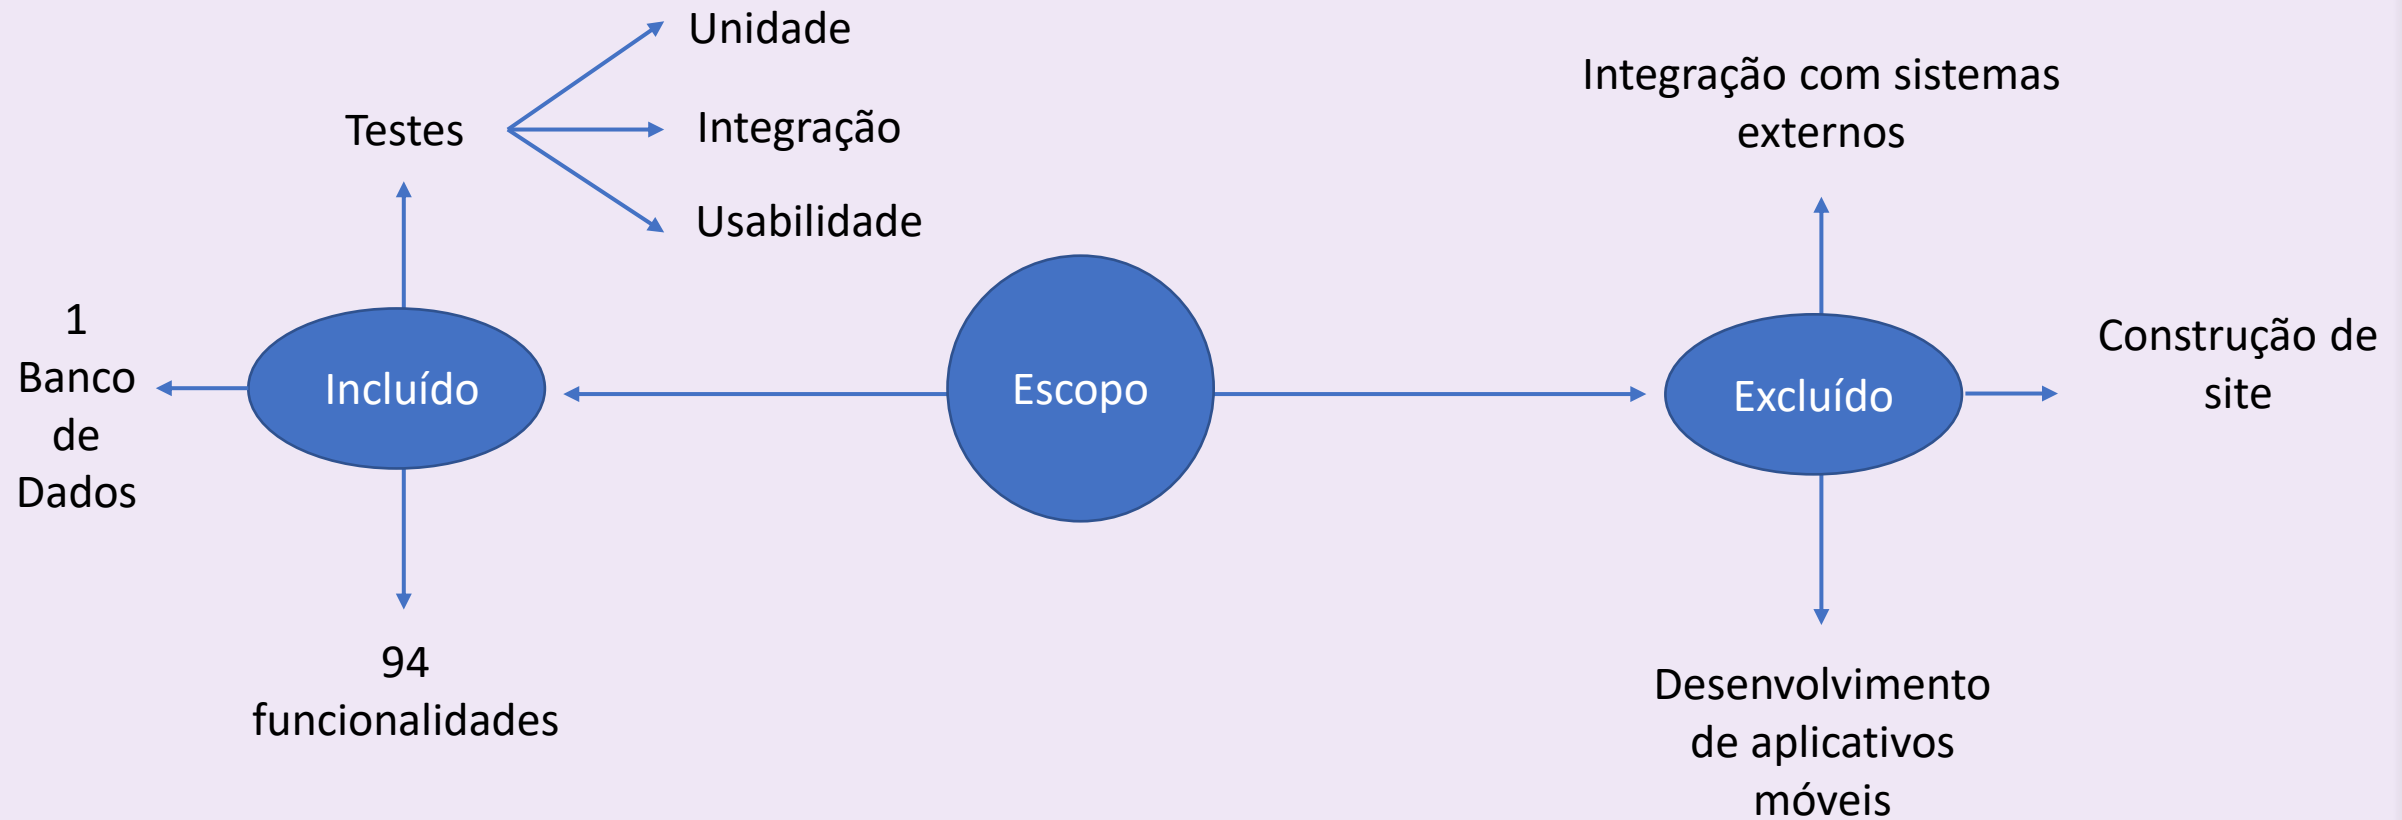 Unidade
Testes
Integração
Usabilidade
1
Banco
de
Dados
Incluído
94
funcionalidades
Escopo
Integração com sistemas
externos
Excluído
Construção de
site
Desenvolvimento
de aplicativos
móveis